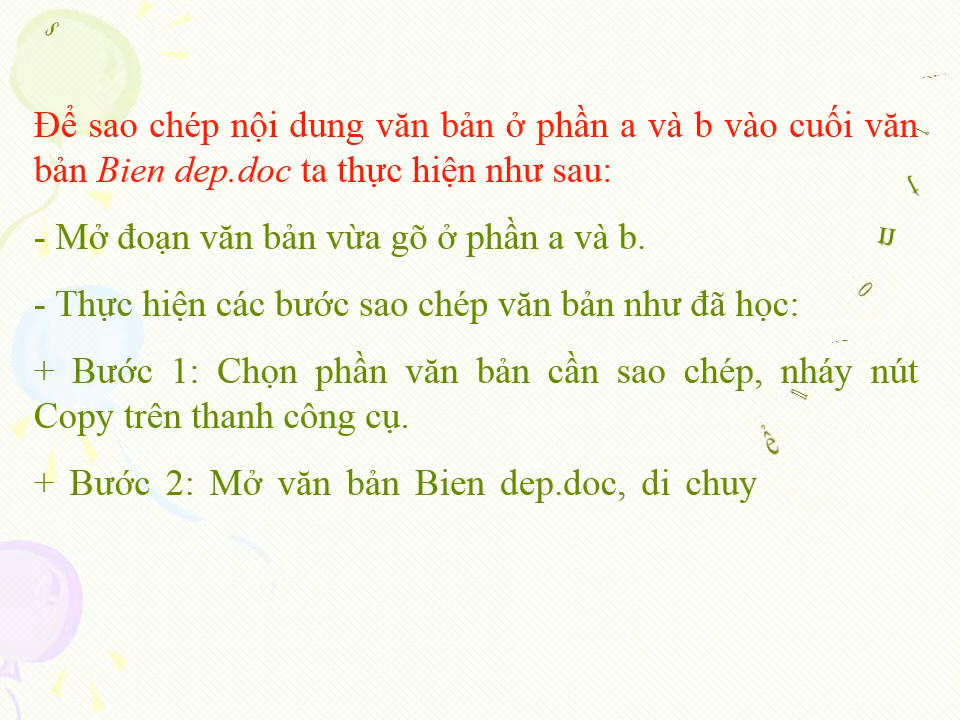 Để sao chép nội dung văn bản ở phần a và b vào cuối văn
bản Bien dep.doc ta thực hiện như sau:
- Mở đoạn văn bản vừa gõ ở phần a và b.
- Thực hiện các bước sao chép văn bản như đã học:
+ Bước 1: Chọn phần văn bản cần sao chép, nháy nút
Copy trên thanh công cụ.
+ Bước 2: Mở văn bản Bien dep.doc, di chuy